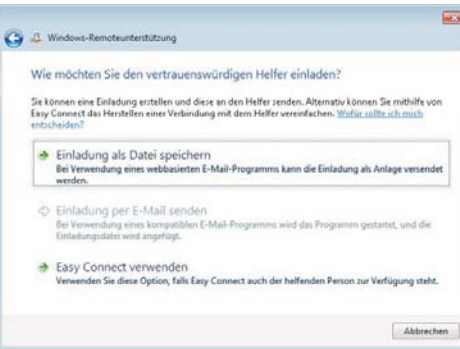 Windows-Remoteunterstützung
Wie möchten Sie den vertrauenswürdigen Helfer einladen?
Sie können eine Einladung erstellen und diese an den Helfer senden. Alternativ können Sie mithilfe von
Easy Connect das Herstellen einer Verbindung mit dem Helfer vereinfachen. Wofür sollte ich mich
entscheiden?
Einladung als Datei speichern
Bei Verwendung eines webbasierten E-Mail-Programms kann die Einladung als Anlage versendet
werden.
Einladung per E-Mail senden
Bei Verwendung eines kompatiblen E-Mail-Programms wird das Programm gestartet, und die
Einladungsdatei wird angefügt.
Easy Connect verwenden
Verwenden Sie diese Option, falls Easy Connect auch der helfenden Person zur Verfügung steht.
Abbrechen